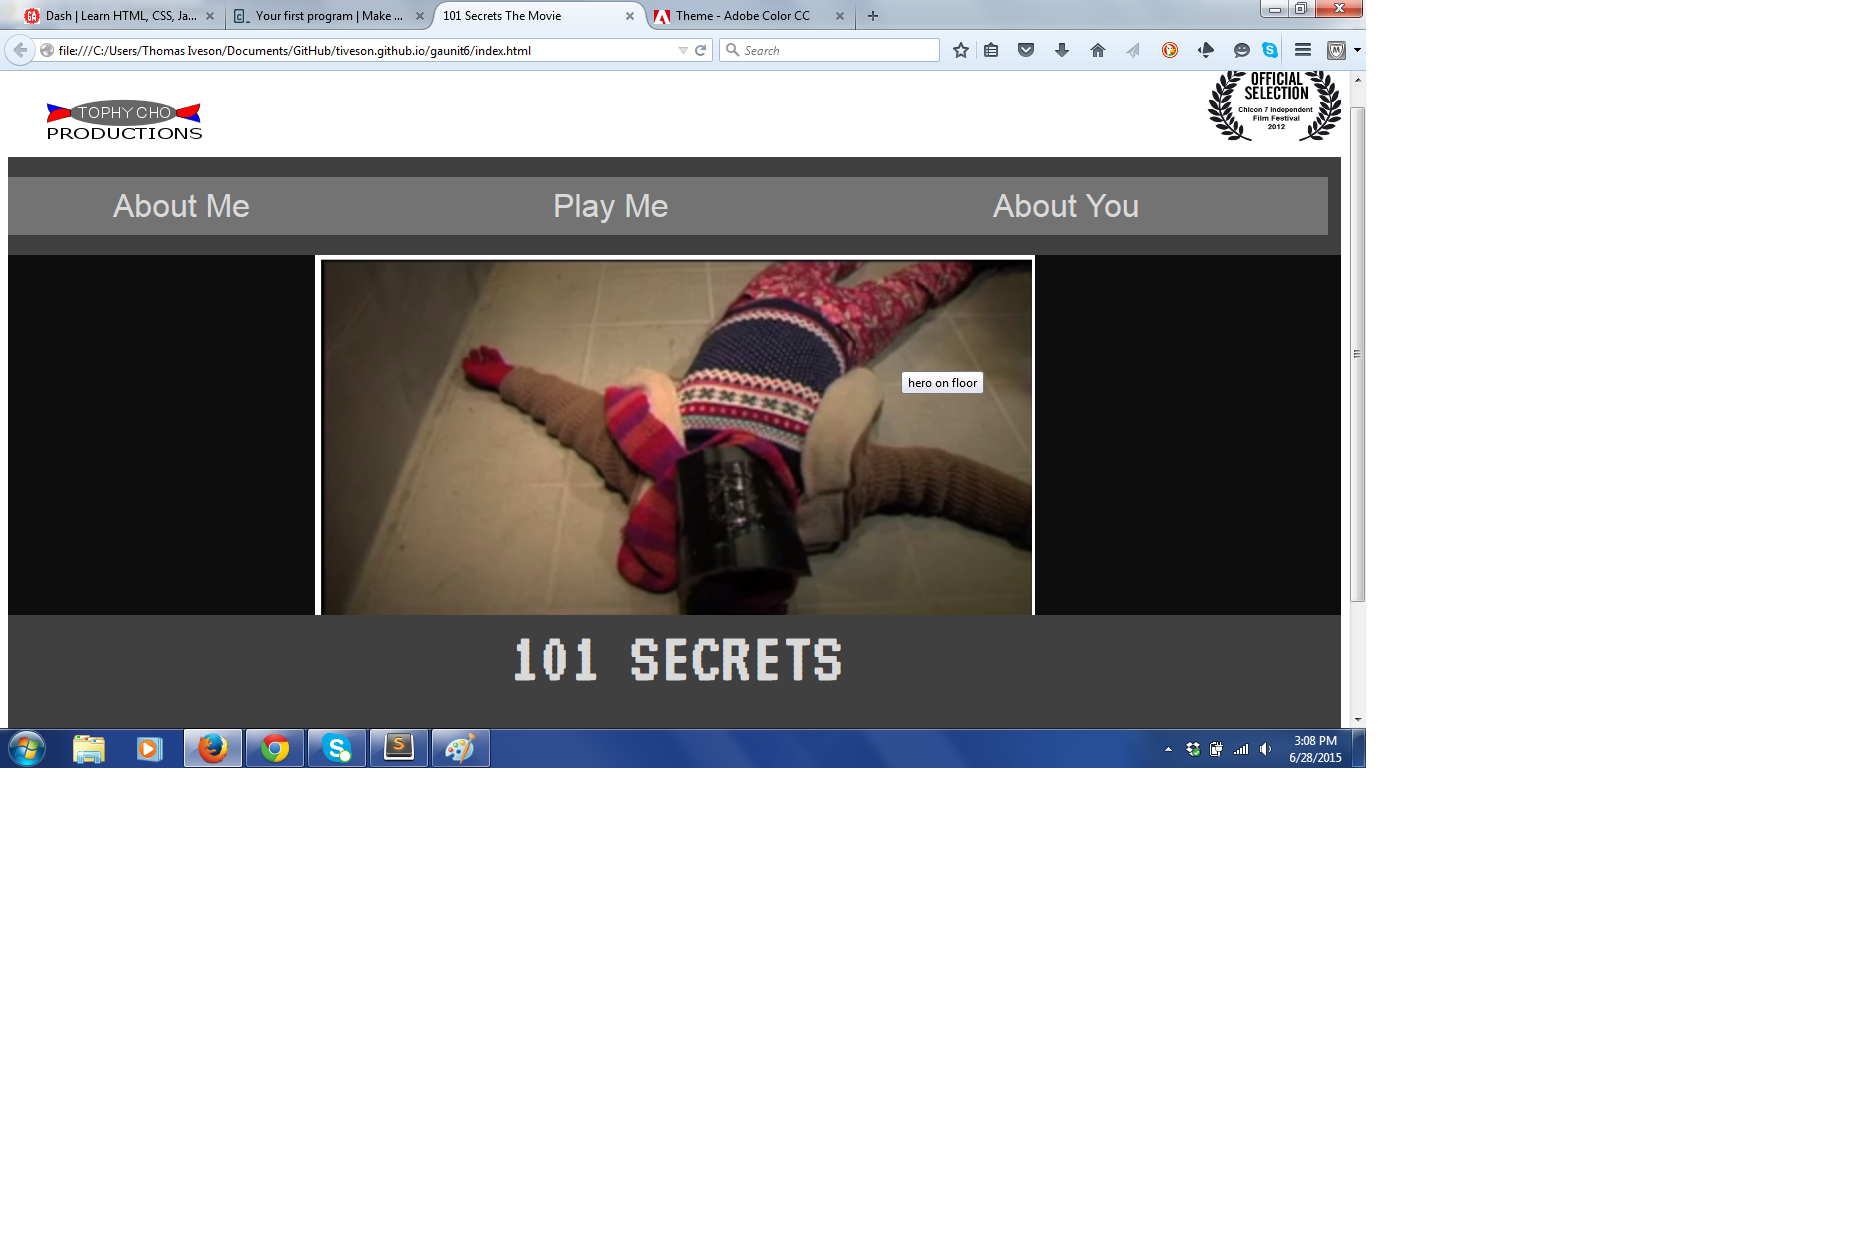 Dash | Learn HTML, CSS, Ja...
Your first program | Make ...
101 Secrets The Movie
Theme - Adobe Color CC
file:///C:/Users/Thomas Iveson/Documents/GitHub/tiveson.github.io/gaunit6/index.html
Search
TOPHY CHO
PRODUCTIONS
OFFICIAL
SELECTION
Chicon 7 Independent
Film Festival
2012
About Me
Play Me
About You
hero on floor
101 SECRETS
3:08 PM
6/28/2015